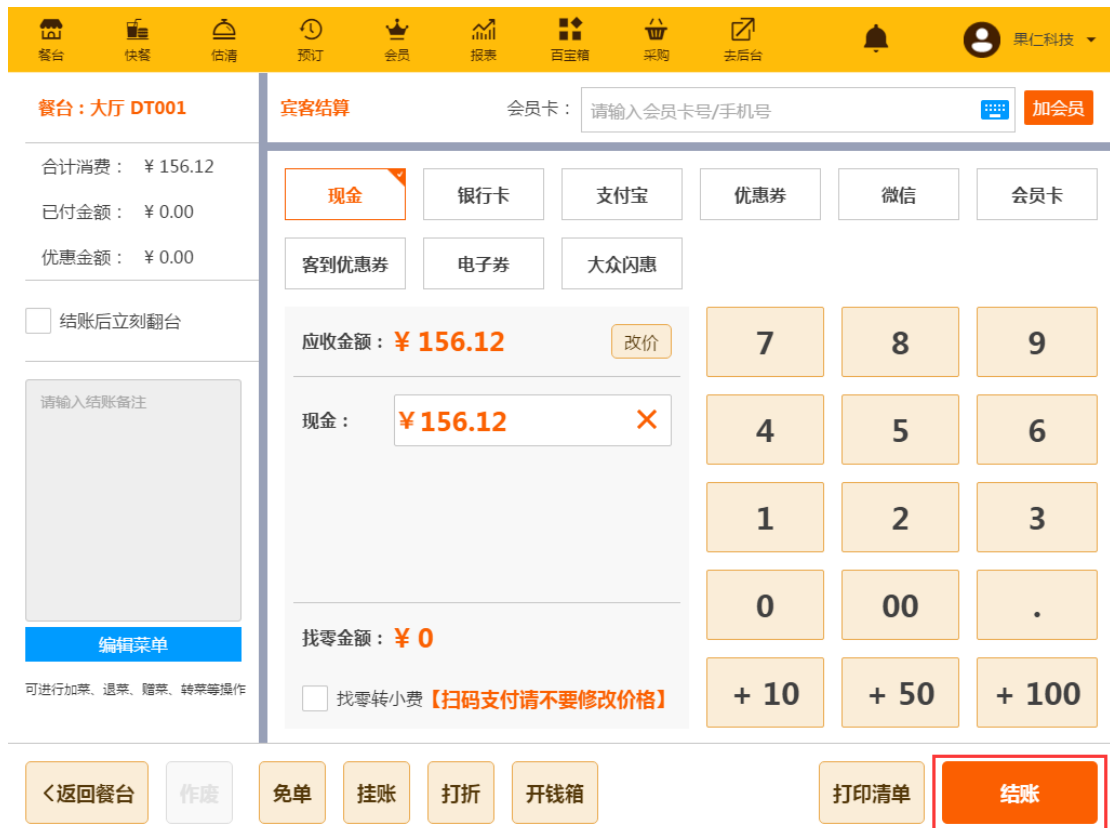 餐台 快餐 估清 预订 会员 报表 百宝箱 采购 去后台 果仁科技
餐台：大厅 DT001
宾客结算 会员卡： 请输入会员卡号/手机号 加会员
合计消费： ¥ 156.12
已付金额： ¥ 0.00
优惠金额： ¥ 0.00
结账后立刻翻台
请输入结账备注
编辑菜单
可进行加菜、退菜、赠菜、转菜等操作
现金 银行卡 支付宝 优惠券 微信 会员卡
客到优惠券 电子券 大众闪惠
应收金额：¥ 156.12 改价
现金： ¥ 156.12
找零金额：¥ 0
找零转小费【扫码支付请不要修改价格】
7 8 9
4 5 6
1 2 3
0 00 .
+ 10 + 50 + 100
<返回餐台 作废 免单 挂账 打折 开钱箱 打印清单 结账